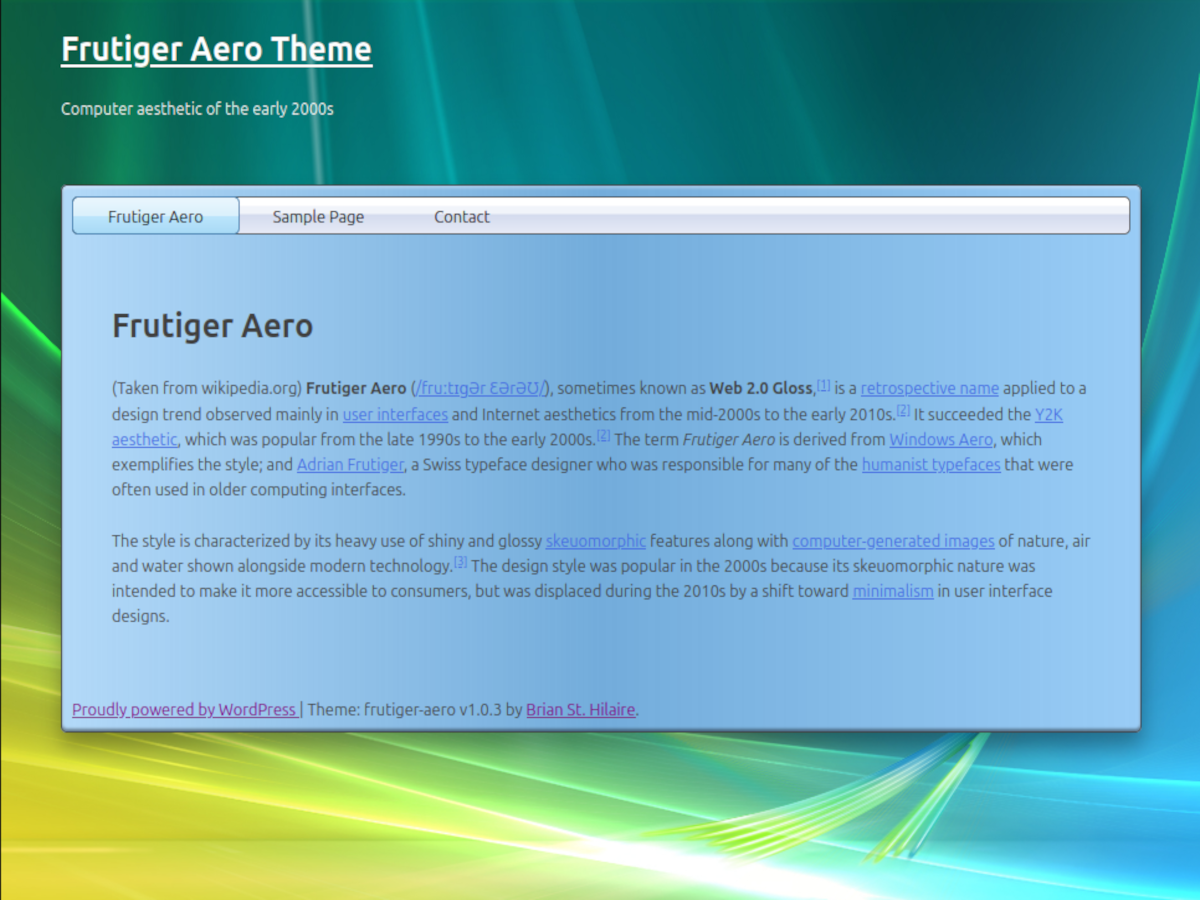 Frutiger Aero Theme
Computer aesthetic of the early 2000s
Frutiger Aero Sample Page Contact
Frutiger Aero
(Taken from wikipedia.org) Frutiger Aero (/fruːtɪɡər ɛərəʊ/), sometimes known as Web 2.0 Gloss,[1] is a retrospective name applied to a
design trend observed mainly in user interfaces and Internet aesthetics from the mid-2000s to the early 2010s.[2] It succeeded the Y2K
aesthetic, which was popular from the late 1990s to the early 2000s.[2] The term Frutiger Aero is derived from Windows Aero, which
exemplifies the style; and Adrian Frutiger, a Swiss typeface designer who was responsible for many of the humanist typefaces that were
often used in older computing interfaces.
The style is characterized by its heavy use of shiny and glossy skeuomorphic features along with computer-generated images of nature, air
and water shown alongside modern technology.[3] The design style was popular in the 2000s because its skeuomorphic nature was
intended to make it more accessible to consumers, but was displaced during the 2010s by a shift toward minimalism in user interface
designs.
Proudly powered by WordPress | Theme: frutiger-aero v1.0.3 by Brian St. Hilaire.